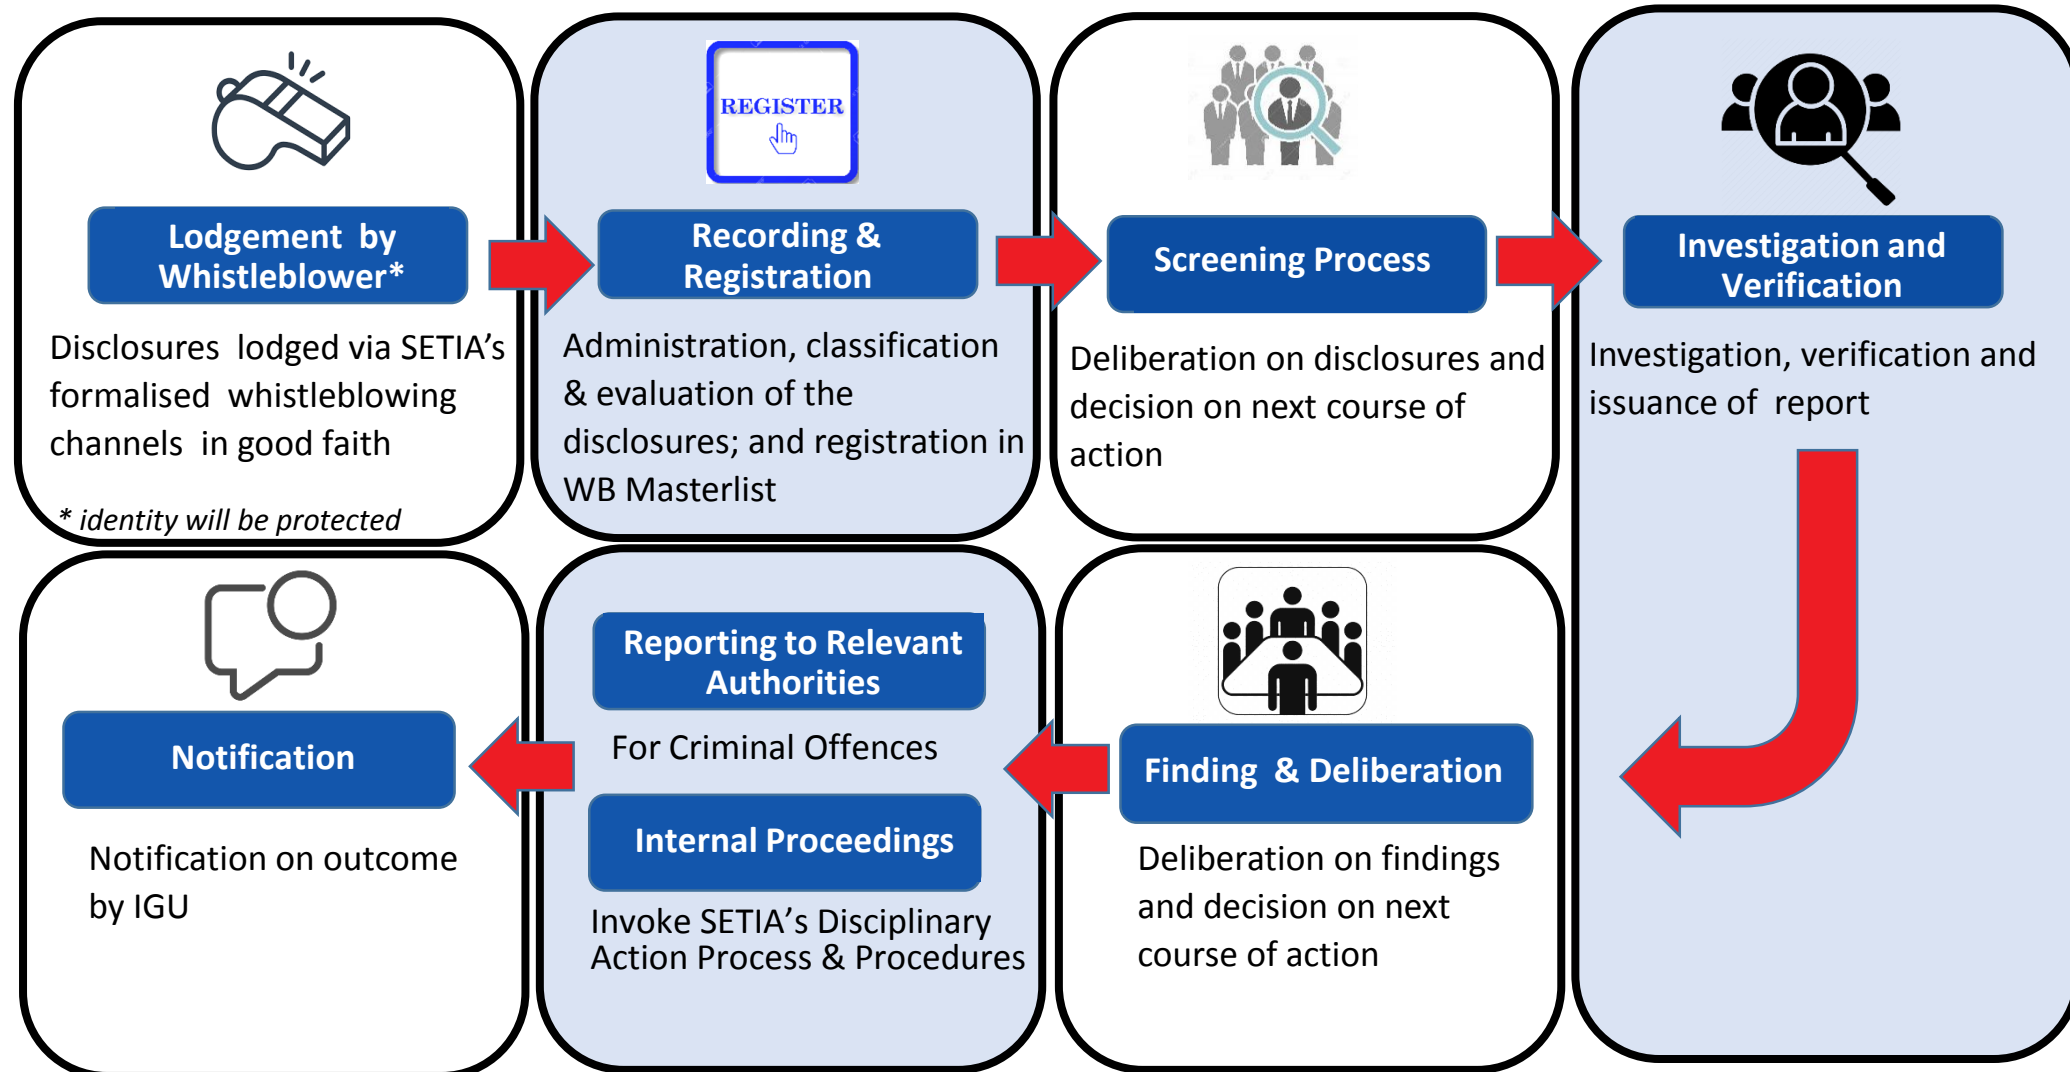 Lodgement by
Whistleblower*
Disclosures lodged via SETIA's
formalised whistleblowing
channels in good faith
* identity will be protected
REGISTER
Recording &
Registration
Administration, classification
& evaluation of the
disclosures; and registration in
WB Masterlist
Screening Process
Deliberation on disclosures and
decision on next course of
action
Investigation and
Verification
Investigation, verification and
issuance of report
Finding & Deliberation
Deliberation on findings
and decision on next
course of action
Reporting to Relevant
Authorities
For Criminal Offences
Internal Proceedings
Invoke SETIA's Disciplinary
Action Process & Procedures
Notification
Notification on outcome
by IGU